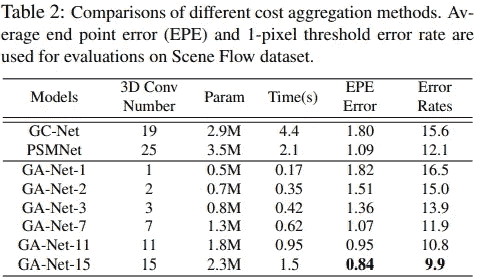 Table 2: Comparisons of different cost aggregation methods. Av-
erage end point error (EPE) and 1-pixel threshold error rate are
used for evaluations on Scene Flow dataset.
Models 3D Conv Number Param Time(s) EPE Error Error Rates
GC-Net 19 2.9M 4.4 1.80 15.6
PSMNet 25 3.5M 2.1 1.09 12.1
GA-Net-1 1 0.5M 0.17 1.82 16.5
GA-Net-2 2 0.7M 0.35 1.51 15.0
GA-Net-3 3 0.8M 0.42 1.36 13.9
GA-Net-7 7 1.3M 0.62 1.07 11.9
GA-Net-11 11 1.8M 0.95 0.95 10.8
GA-Net-15 15 2.3M 1.5 0.84 9.9